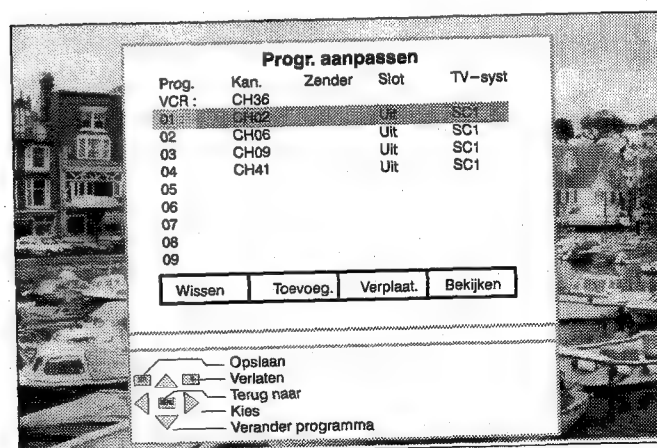 Progr. aanpassen
Prog. Kan. Zender Slot TV-syst
VCR : CH36
01 CH02 Uit SC1
02 CH06 Uit SC1
03 CH09 Uit SC1
04 CH41 Uit SC1
05
06
07
08
09
Wissen Toevoeg. Verplaat. Bekijken
Opslaan
Verlaten
Terug naar
Kies
Verander programma